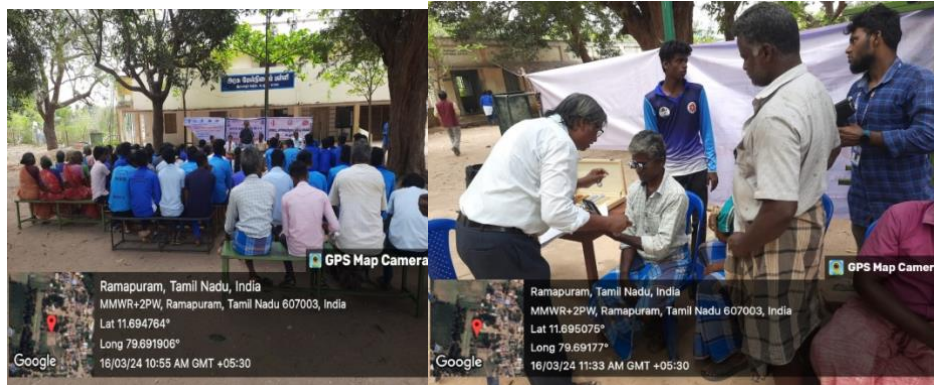 அரசு மேல்நிலைப் பள்ளி
GPS Map Camera
Ramapuram, Tamil Nadu, India
MMWR+2PW, Ramapuram, Tamil Nadu 607003, India
Lat 11.694764°
Long 79.691906°
16/03/24 10:55 AM GMT +05:30
Google
GPS Map Camer
Ramapuram, Tamil Nadu, India
MMWR+2PW, Ramapuram, Tamil Nadu 607003, India
Lat 11.695075°
Long 79.69177°
16/03/24 11:33 AM GMT +05:30
Google